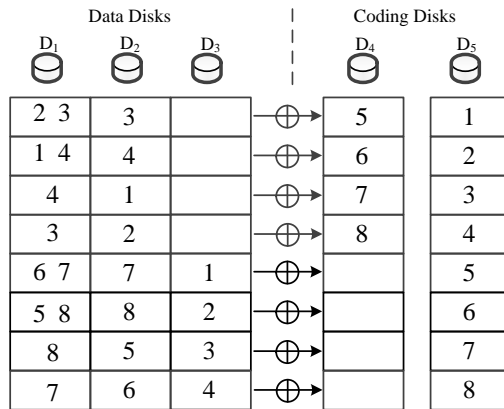 Data Disks Coding Disks
D1 D2 D3 D4 D5
2 3 3 5 1
1 4 4 6 2
4 1 7 3
3 2 8 4
6 7 7 1 5
5 8 8 2 6
8 5 3 7
7 6 4 8